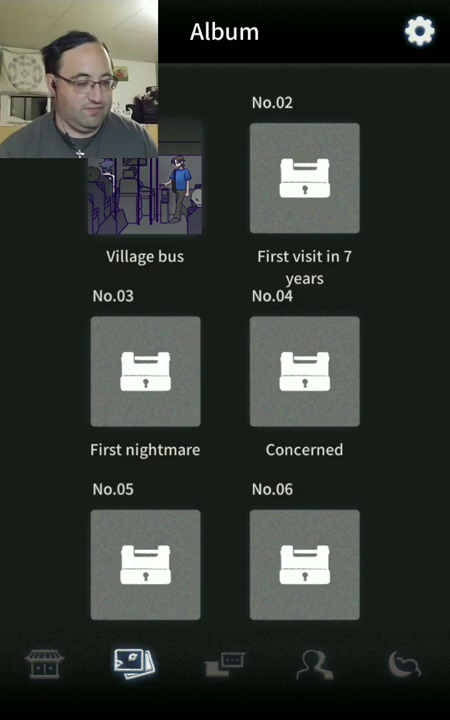 Album
No.02
Village bus
First visit in 7
years
No.03
No.04
First nightmare
Concerned
No.05
No.06